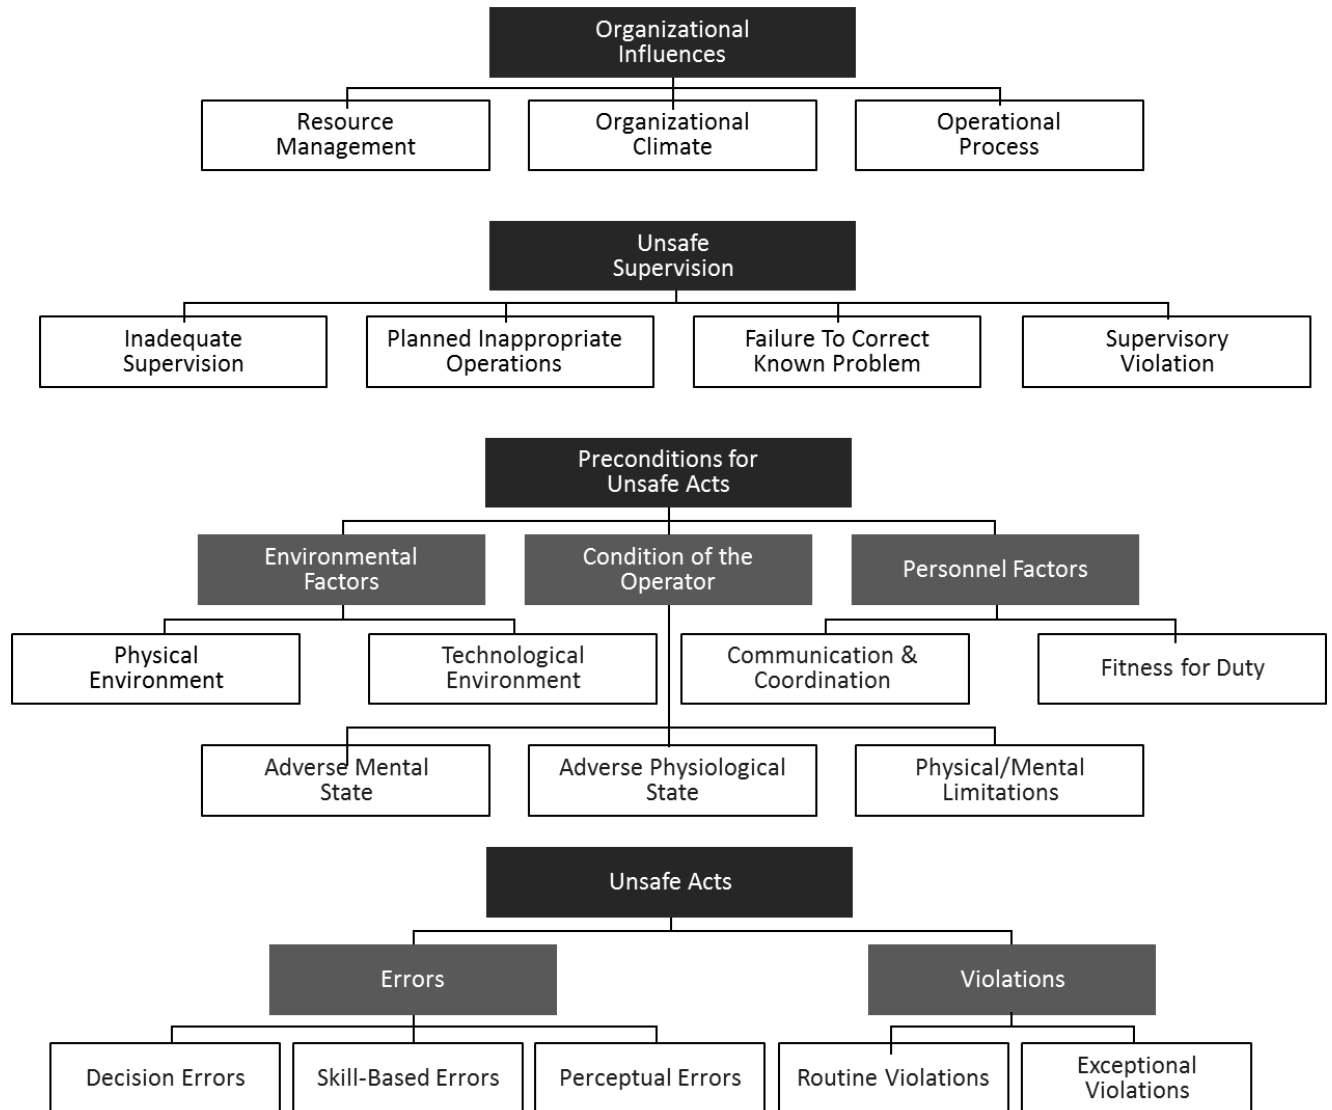 Organizational
Influences
Resource
Management
Organizational
Climate
Operational
Process
Unsafe
Supervision
Inadequate
Supervision
Planned Inappropriate
Operations
Failure To Correct
Known Problem
Supervisory
Violation
Preconditions for
Unsafe Acts
Environmental
Factors
Condition of the
Operator
Personnel Factors
Physical
Environment
Technological
Environment
Communication &
Coordination
Fitness for Duty
Adverse Mental
State
Adverse Physiological
State
Physical/Mental
Limitations
Unsafe Acts
Errors
Violations
Decision Errors
Skill-Based Errors
Perceptual Errors
Routine Violations
Exceptional
Violations